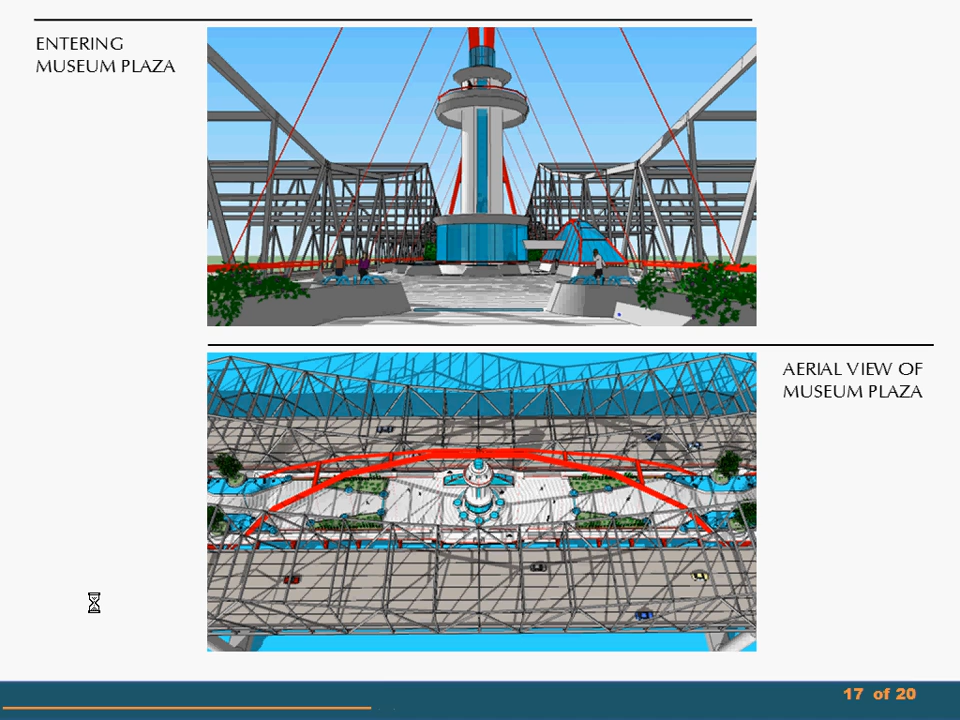 ENTERING
MUSEUM PLAZA
AERIAL VIEW OF
MUSEUM PLAZA
17 of 20